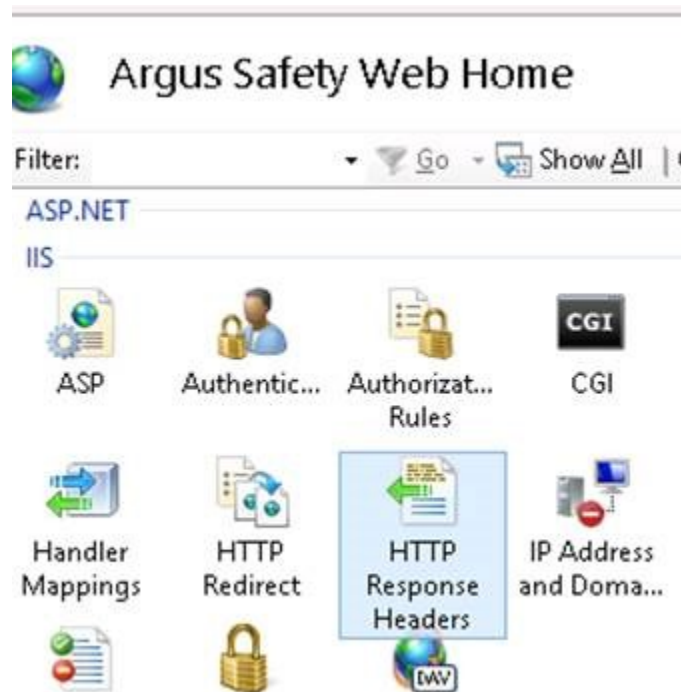 Argus Safety Web Home
Filter: Go Show All
ASP.NET
IIS
ASP Authentic... Authorizat... Rules CGI
CGI
Handler Mappings HTTP Redirect HTTP Response Headers IP Address and Doma...
DAV